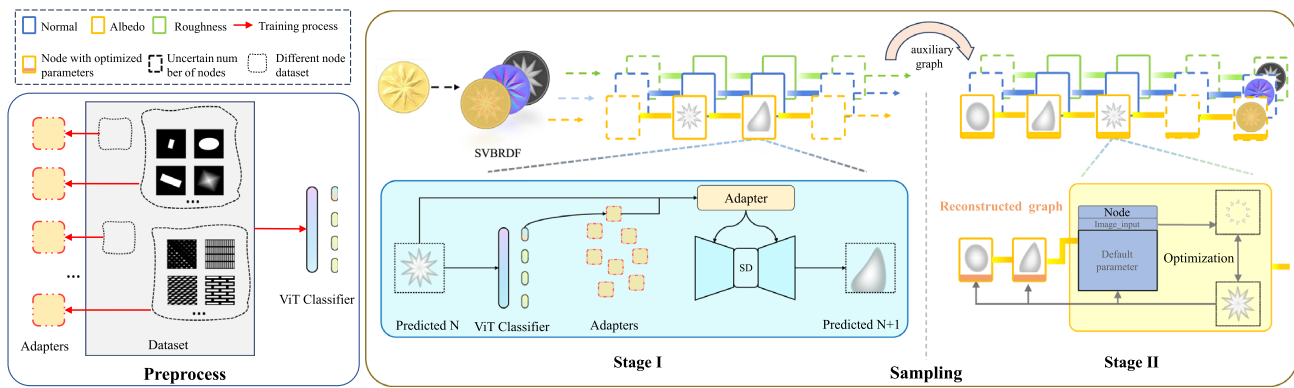 Normal
Albedo
Roughness
Training process
Node with optimized
parameters
Uncertain num
ber of nodes
Different node
dataset
...
...
...
ViT Classifier
Adapters
Dataset
Preprocess
SVBRDF
auxiliary
graph
Adapter
SD
Predicted N
ViT Classifier
Adapters
Predicted N+1
Stage I
Sampling
Reconstructed graph
Node
Image_input
Default
parameter
Optimization
Stage II